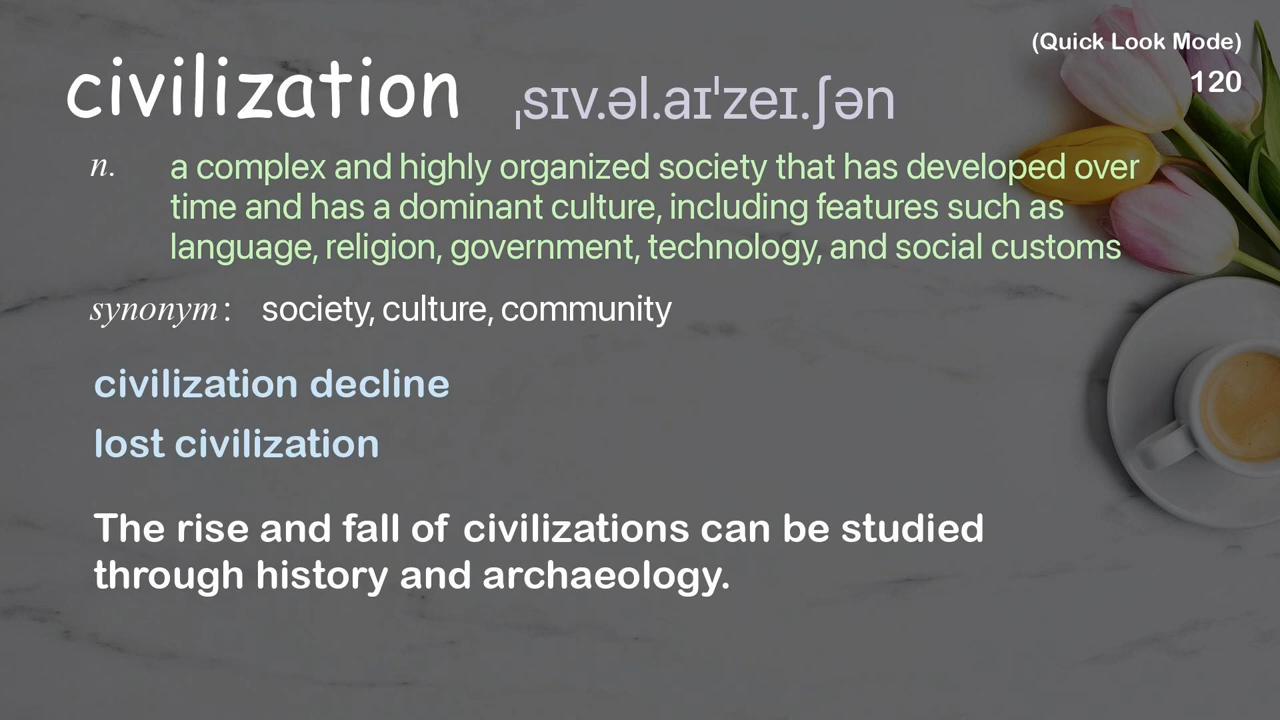 (Quick Look Mode)
120
civilization ˌsɪv.əl.aɪˈzeɪ.ʃən
n. a complex and highly organized society that has developed over
time and has a dominant culture, including features such as
language, religion, government, technology, and social customs
synonym: society, culture, community
civilization decline
lost civilization
The rise and fall of civilizations can be studied
through history and archaeology.